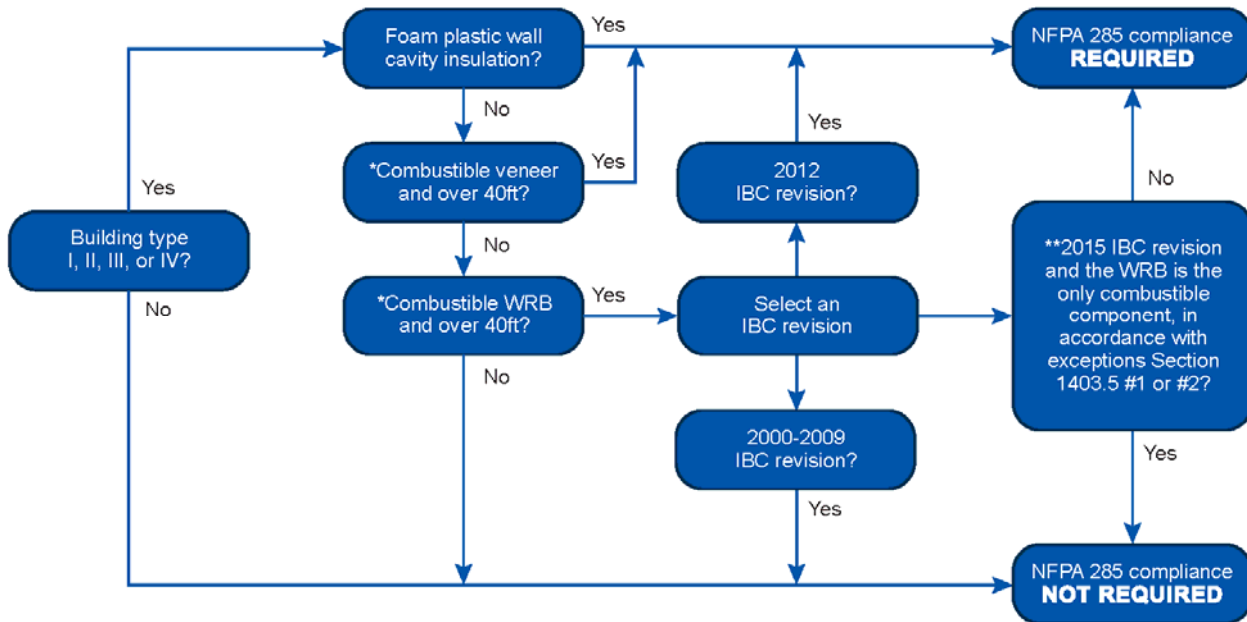 Foam plastic wall
cavity insulation?
Yes
NFPA 285 compliance
REQUIRED
No
Yes
*Combustible veneer
and over 40ft?
Yes
2012
IBC revision?
Yes
No
Building type
I, II, III, or IV?
No
No
*Combustible WRB
and over 40ft?
Yes
Select an
IBC revision
**2015 IBC revision
and the WRB is the
only combustible
component, in
accordance with
exceptions Section
1403.5 #1 or #2?
No
2000-2009
IBC revision?
Yes
Yes
NFPA 285 compliance
NOT REQUIRED